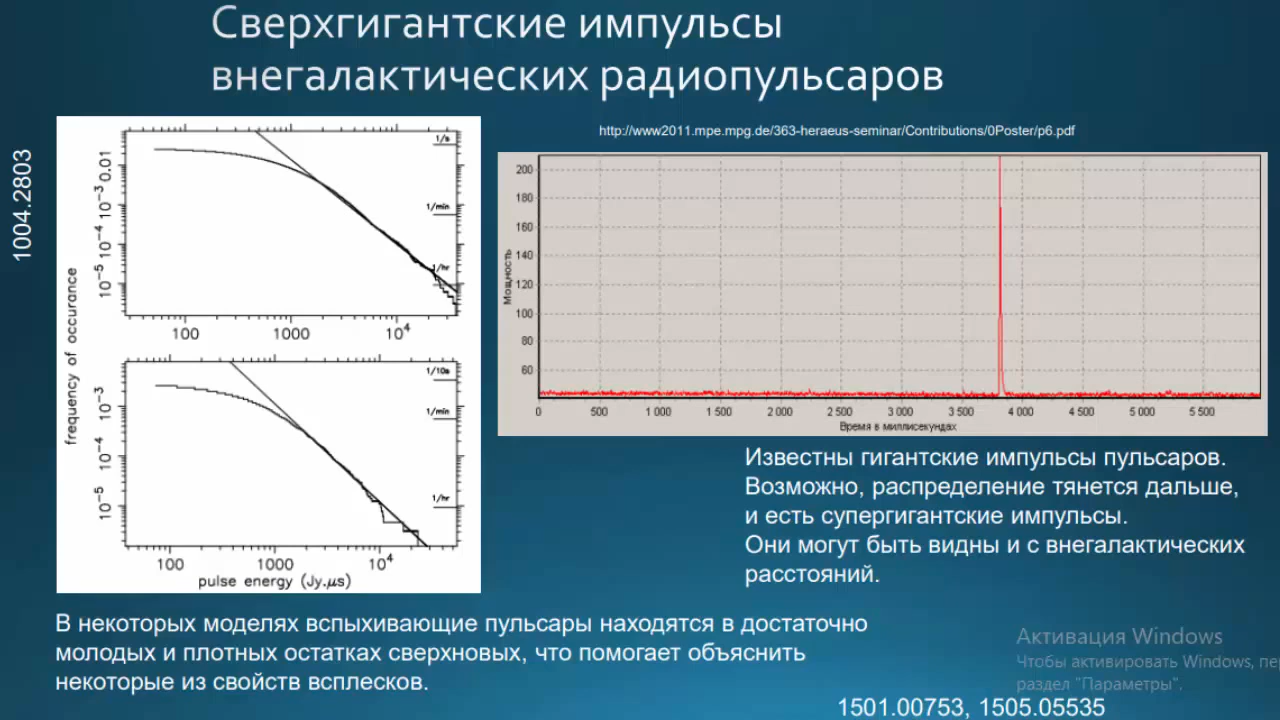 Сверхгигантские импульсы
внегалактических радиопульсаров
http://www2011.mpe.mpg.de/363-heraeus-seminar/Contributions/0Poster/p6.pdf
1004.2803
frequency of occurance
0.01
10⁻³
10⁻⁴
10⁻⁵
1/s
1/min
1/hr
100 1000 10⁴
10⁻³
10⁻⁴
10⁻⁵
1/10s
1/min
1/hr
100 1000 10⁴
pulse energy (Jy.μs)
Мощность
200
180
160
140
120
100
80
60
0 500 1 000 1 500 2 000 2 500 3 000 3 500 4 000 4 500 5 000 5 500
Время в миллисекундах
Известны гигантские импульсы пульсаров.
Возможно, распределение тянется дальше,
и есть супергигантские импульсы.
Они могут быть видны и с внегалактических
расстояний.
В некоторых моделях вспыхивающие пульсары находятся в достаточно
молодых и плотных остатках сверхновых, что помогает объяснить
некоторые из свойств всплесков.
Активация Windows
Чтобы активировать Windows, пе
раздел "Параметры".
1501.00753, 1505.05535